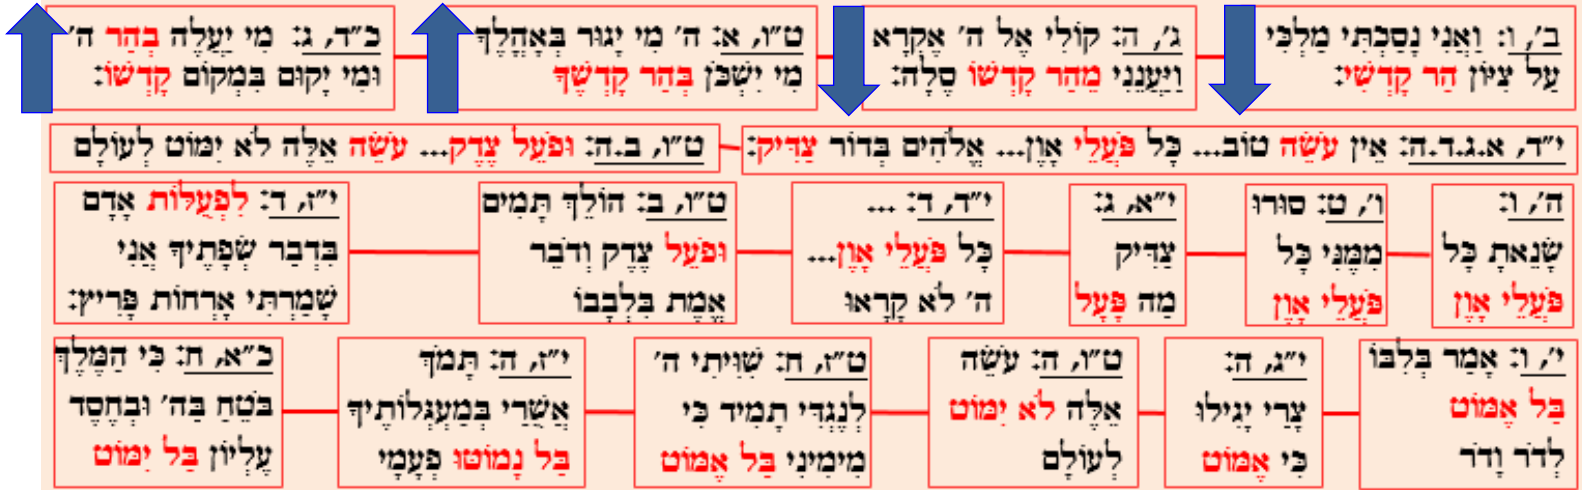 ב', ו: וַאֲנִי נָסַכְתִּי מַלְכִּי
עַל צִיּוֹן הַר קָדְשִׁי:
ג', ה: קוֹלִי אֶל ה' אֶקְרָא
וַיַּעֲנֵנִי מֵהַר קָדְשׁוֹ סֶלָה:
ט"ו, א: ה' מִי יָגוּר בְּאָהֳלֶךָ
מִי יִשְׁכֹּן בְּהַר קָדְשֶׁךָ
כ"ד, ג: מִי יַעֲלֶה בְהַר ה'
וּמִי יָקוּם בִּמְקוֹם קָדְשׁוֹ:
י"ד, א.ג.ד.ה: אֵין עֹשֵׂה טוֹב... כָּל פֹּעֲלֵי אָוֶן... אֱלֹהִים בְּדוֹר צַדִּיק:
ט"ו, ב.ה: וּפֹעֵל צֶדֶק... עֹשֵׂה אֵלֶּה לֹא יִמּוֹט לְעוֹלָם
ה', ו:
שָׂנֵאתָ כָּל
פֹּעֲלֵי אָוֶן
ו', ט: סוּרוּ
מִמֶּנִּי כָּל
פֹּעֲלֵי אָוֶן
י"א, ג:
צַדִּיק
מַה פָּעָל
י"ד, ד: ...
כָּל פֹּעֲלֵי אָוֶן...
ה' לֹא קָרָאוּ
ט"ו, ב: הוֹלֵךְ תָּמִים
וּפֹעֵל צֶדֶק וְדֹבֵר
אֱמֶת בִּלְבָבוֹ
י"ז, ד: לִפְעֻלּוֹת אָדָם
בִּדְבַר שְׂפָתֶיךָ אֲנִי
שָׁמַרְתִּי אָרְחוֹת פָּרִיץ:
י', ו: אָמַר בְּלִבּוֹ
בַּל אֶמּוֹט
לְדֹר וָדֹר
י"ג, ה:
צָרַי יָגִילוּ
כִּי אֶמּוֹט
ט"ו, ה: עֹשֵׂה
אֵלֶּה לֹא יִמּוֹט
לְעוֹלָם
ט"ז, ח: שִׁוִּיתִי ה'
לְנֶגְדִּי תָמִיד כִּי
מִימִינִי בַּל אֶמּוֹט
י"ז, ה: תָּמֹךְ
אֲשֻׁרַי בְּמַעְגְּלוֹתֶיךָ
בַּל נָמוֹטּוּ פְעָמָי
כ"א, ח: כִּי הַמֶּלֶךְ
בֹּטֵחַ בַּה' וּבְחֶסֶד
עֶלְיוֹן בַּל יִמּוֹט